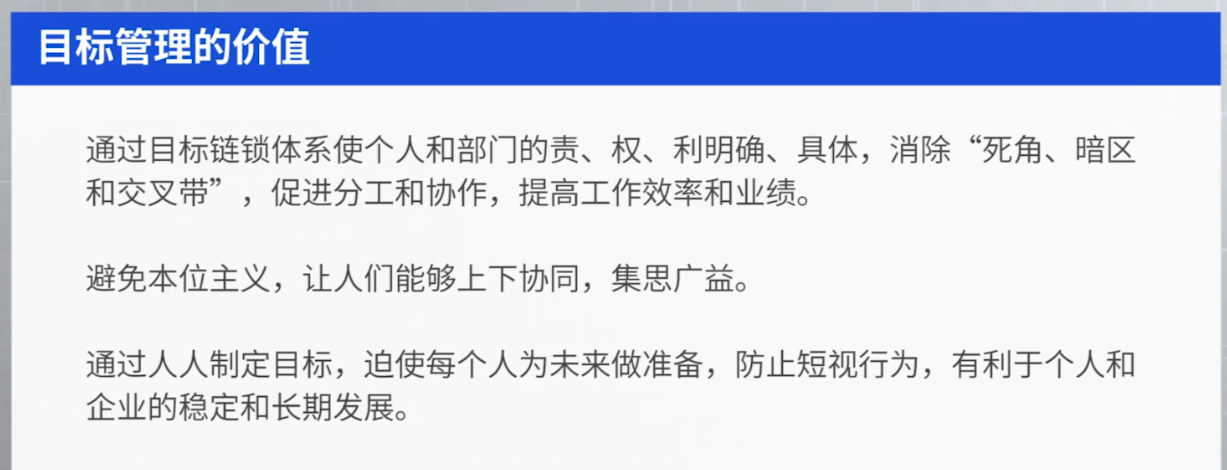 目标管理的价值
通过目标链锁体系使个人和部门的责、权、利明确、具体，消除“死角、暗区
和交叉带”，促进分工和协作，提高工作效率和业绩。
避免本位主义，让人们能够上下协同，集思广益。
通过人人制定目标，迫使每个人为未来做准备，防止短视行为，有利于个人和
企业的稳定和长期发展。